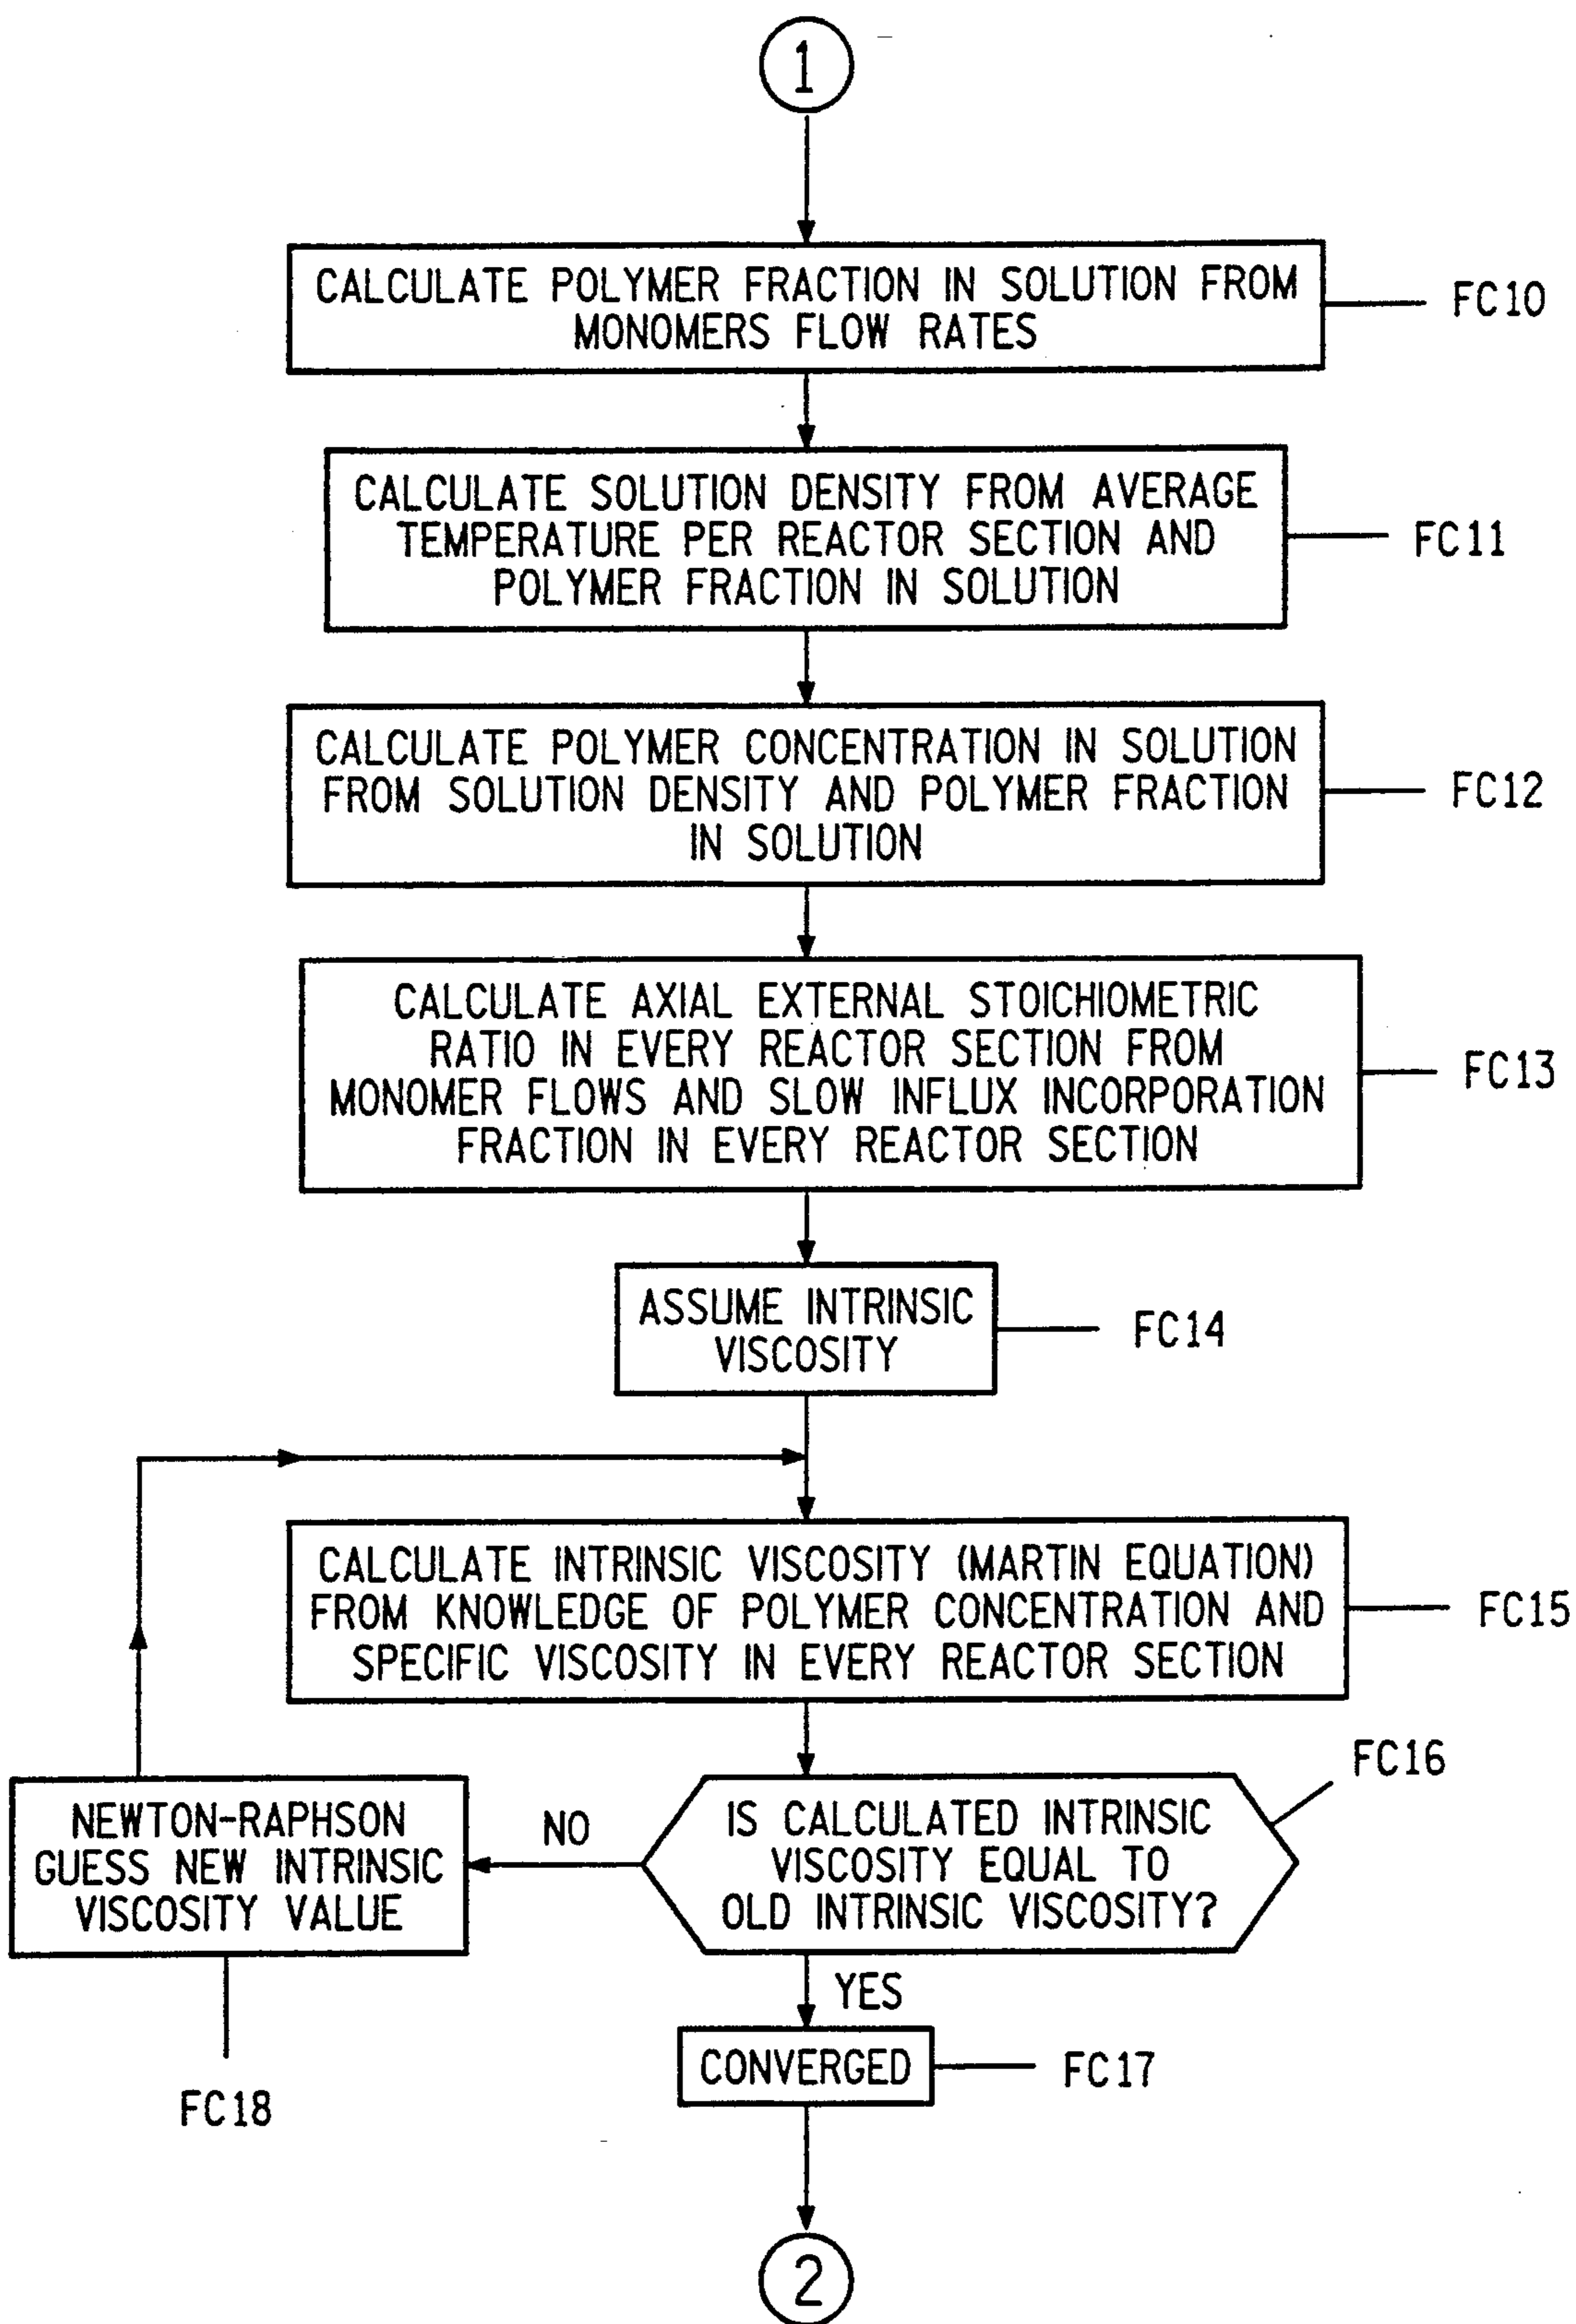 1
CALCULATE POLYMER FRACTION IN SOLUTION FROM
MONOMERS FLOW RATES
FC10
CALCULATE SOLUTION DENSITY FROM AVERAGE
TEMPERATURE PER REACTOR SECTION AND
POLYMER FRACTION IN SOLUTION
FC11
CALCULATE POLYMER CONCENTRATION IN SOLUTION
FROM SOLUTION DENSITY AND POLYMER FRACTION
IN SOLUTION
FC12
CALCULATE AXIAL EXTERNAL STOICHIOMETRIC
RATIO IN EVERY REACTOR SECTION FROM
MONOMER FLOWS AND SLOW INFLUX INCORPORATION
FRACTION IN EVERY REACTOR SECTION
FC13
ASSUME INTRINSIC
VISCOSITY
FC14
CALCULATE INTRINSIC VISCOSITY (MARTIN EQUATION)
FROM KNOWLEDGE OF POLYMER CONCENTRATION AND
SPECIFIC VISCOSITY IN EVERY REACTOR SECTION
FC15
IS CALCULATED INTRINSIC
VISCOSITY EQUAL TO
OLD INTRINSIC VISCOSITY?
FC16
NO
NEWTON-RAPHSON
GUESS NEW INTRINSIC
VISCOSITY VALUE
FC18
YES
CONVERGED
FC17
2